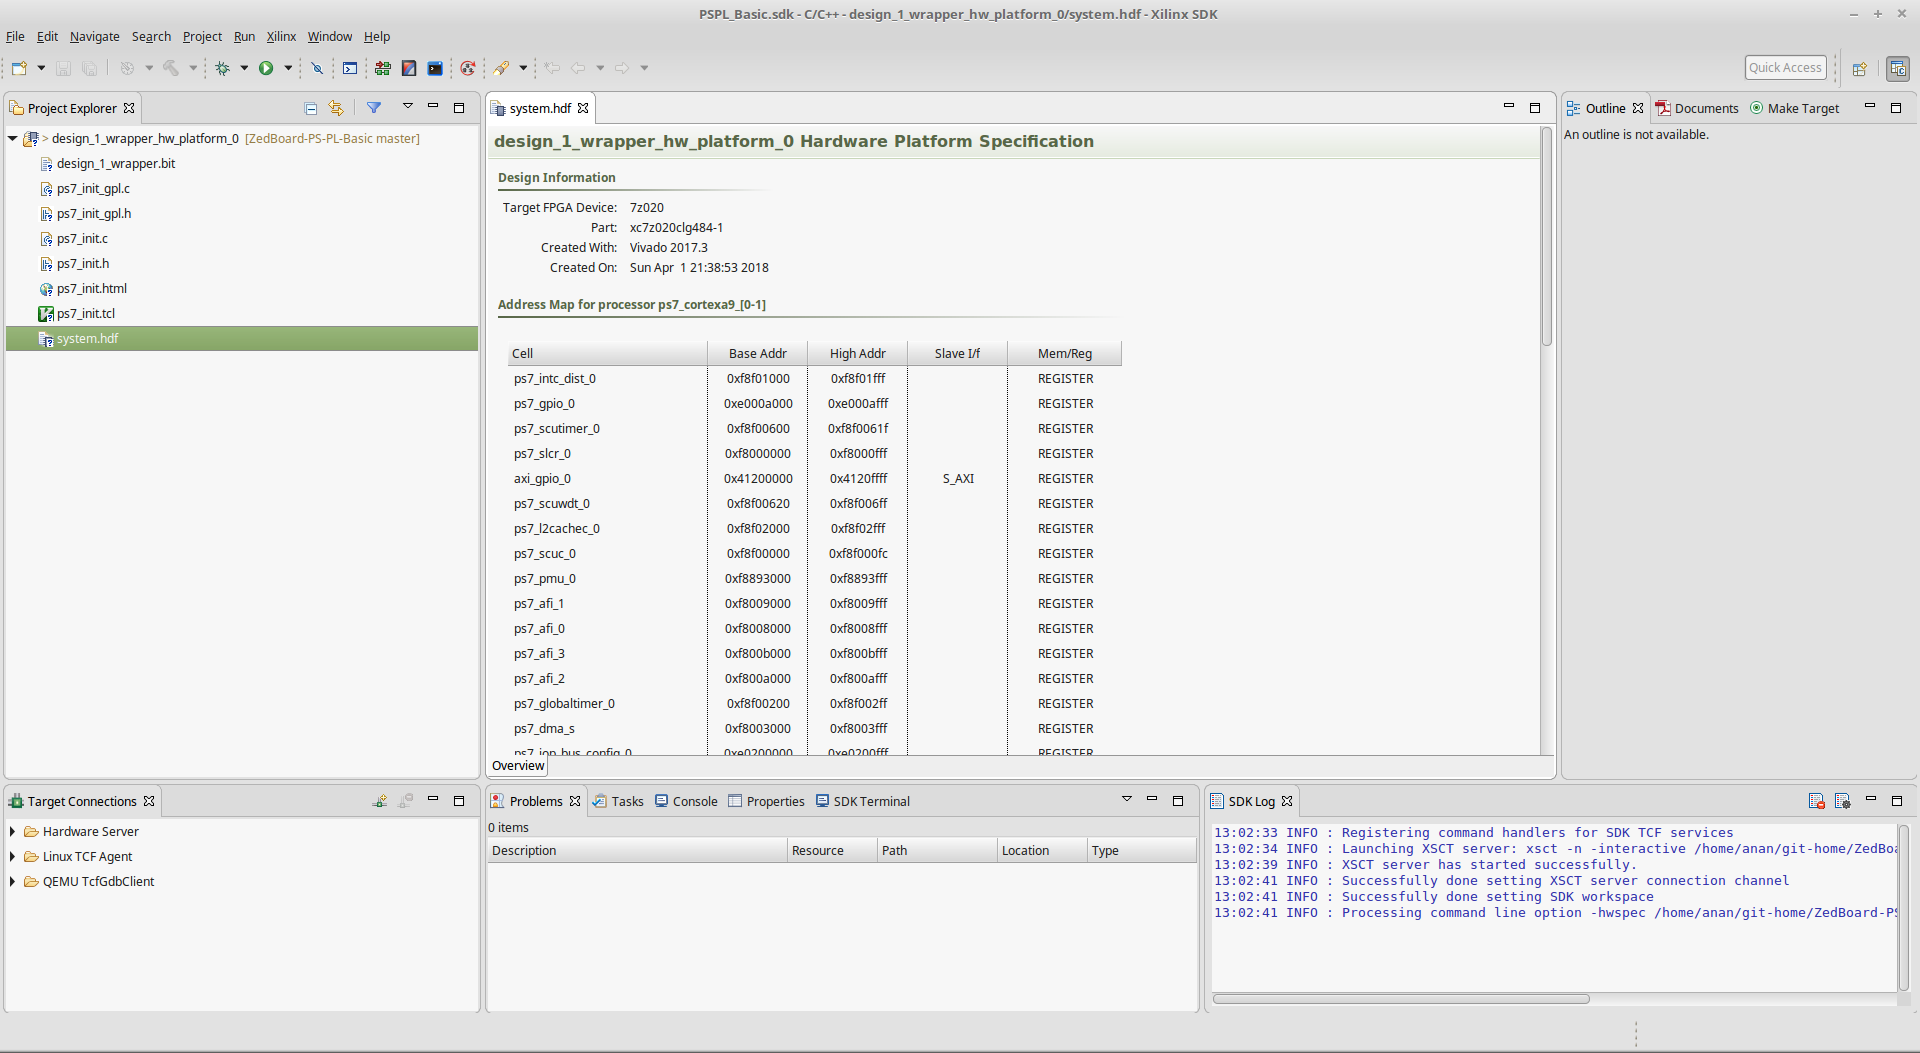 PSPL_Basic.sdk - C/C++ - design_1_wrapper_hw_platform_0/system.hdf - Xilinx SDK
File Edit Navigate Search Project Run Xilinx Window Help
Quick Access
Project Explorer
> design_1_wrapper_hw_platform_0 [ZedBoard-PS-PL-Basic master]
design_1_wrapper.bit
ps7_init_gpl.c
ps7_init_gpl.h
ps7_init.c
ps7_init.h
ps7_init.html
ps7_init.tcl
system.hdf
system.hdf
design_1_wrapper_hw_platform_0 Hardware Platform Specification
Design Information
Target FPGA Device: 7z020
Part: xc7z020clg484-1
Created With: Vivado 2017.3
Created On: Sun Apr 1 21:38:53 2018
Address Map for processor ps7_cortexa9_[0-1]
Cell Base Addr High Addr Slave I/f Mem/Reg
ps7_intc_dist_0 0xf8f01000 0xf8f01fff REGISTER
ps7_gpio_0 0xe000a000 0xe000afff REGISTER
ps7_scutimer_0 0xf8f00600 0xf8f0061f REGISTER
ps7_slcr_0 0xf8000000 0xf8000fff REGISTER
axi_gpio_0 0x41200000 0x4120ffff S_AXI REGISTER
ps7_scuwdt_0 0xf8f00620 0xf8f006ff REGISTER
ps7_l2cachec_0 0xf8f02000 0xf8f02fff REGISTER
ps7_scuc_0 0xf8f00000 0xf8f000fc REGISTER
ps7_pmu_0 0xf8893000 0xf8893fff REGISTER
ps7_afi_1 0xf8009000 0xf8009fff REGISTER
ps7_afi_0 0xf8008000 0xf8008fff REGISTER
ps7_afi_3 0xf800b000 0xf800bfff REGISTER
ps7_afi_2 0xf800a000 0xf800afff REGISTER
ps7_globaltimer_0 0xf8f00200 0xf8f002ff REGISTER
ps7_dma_s 0xf8003000 0xf8003fff REGISTER
ps7_iop_bus_config_0 0xe0200000 0xe0200fff REGISTER
Overview
Outline Documents Make Target
An outline is not available.
Target Connections
Hardware Server
Linux TCF Agent
QEMU TcfGdbClient
Problems Tasks Console Properties SDK Terminal
0 items
Description Resource Path Location Type
SDK Log
13:02:33 INFO : Registering command handlers for SDK TCF services
13:02:34 INFO : Launching XSCT server: xsct -n -interactive /home/anan/git-home/ZedBoa
13:02:39 INFO : XSCT server has started successfully.
13:02:41 INFO : Successfully done setting XSCT server connection channel
13:02:41 INFO : Successfully done setting SDK workspace
13:02:41 INFO : Processing command line option -hwspec /home/anan/git-home/ZedBoard-PS